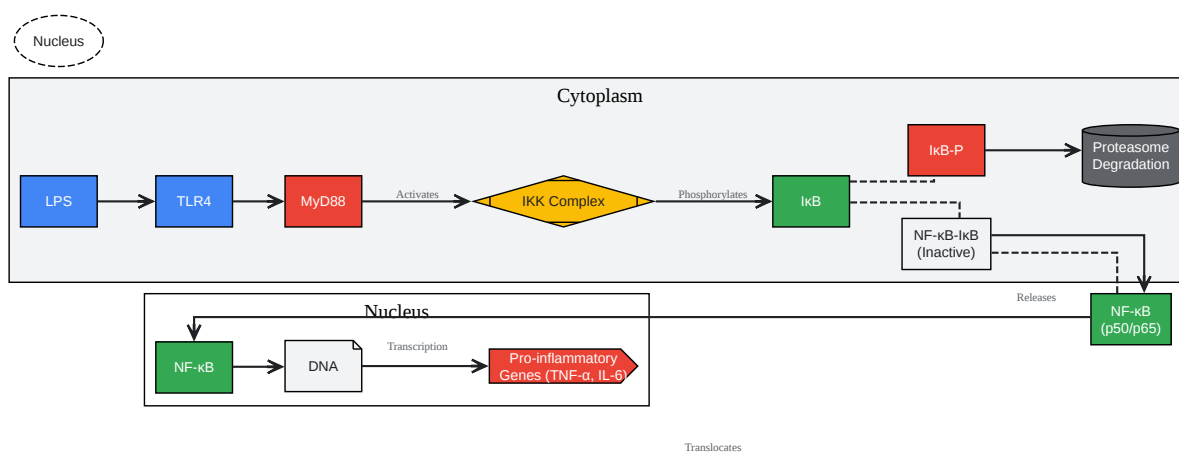 Nucleus
Cytoplasm
IκB-P
Proteasome
Degradation
LPS
TLR4
MyD88
Activates
IKK Complex
Phosphorylates
IκB
NF-κB-IκB
(Inactive)
Releases
NF-κB
(p50/p65)
Nucleus
NF-κB
DNA
Transcription
Pro-inflammatory
Genes (TNF-α, IL-6)
Translocates